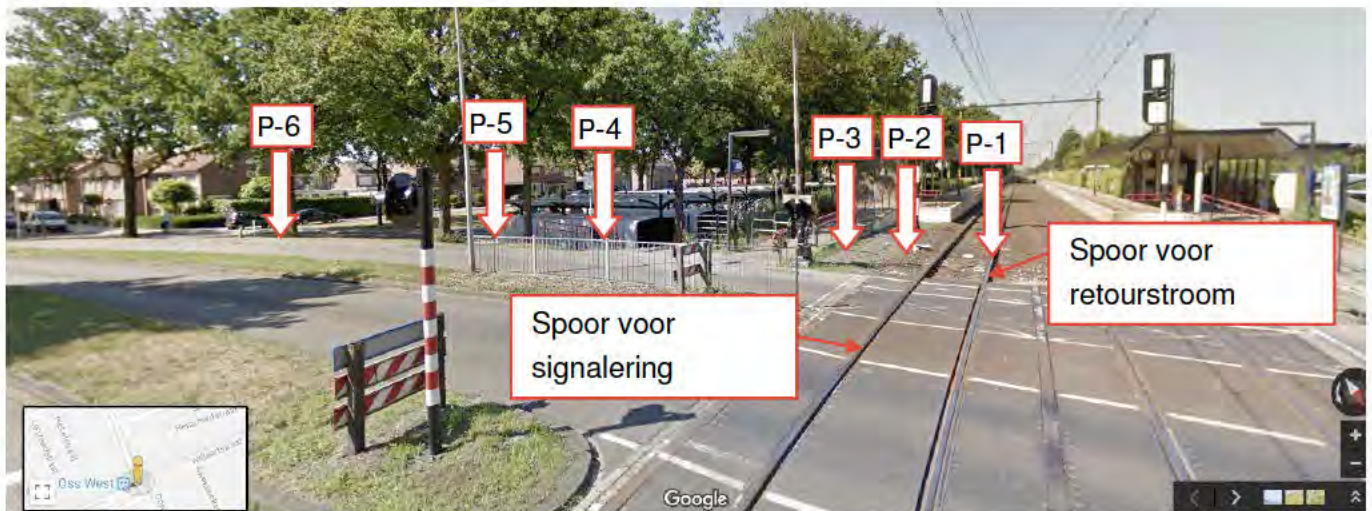 P-6
P-5
P-4
P-3
P-2
P-1
Spoor voor
retourstroom
Spoor voor
signalering
Oss West
Google